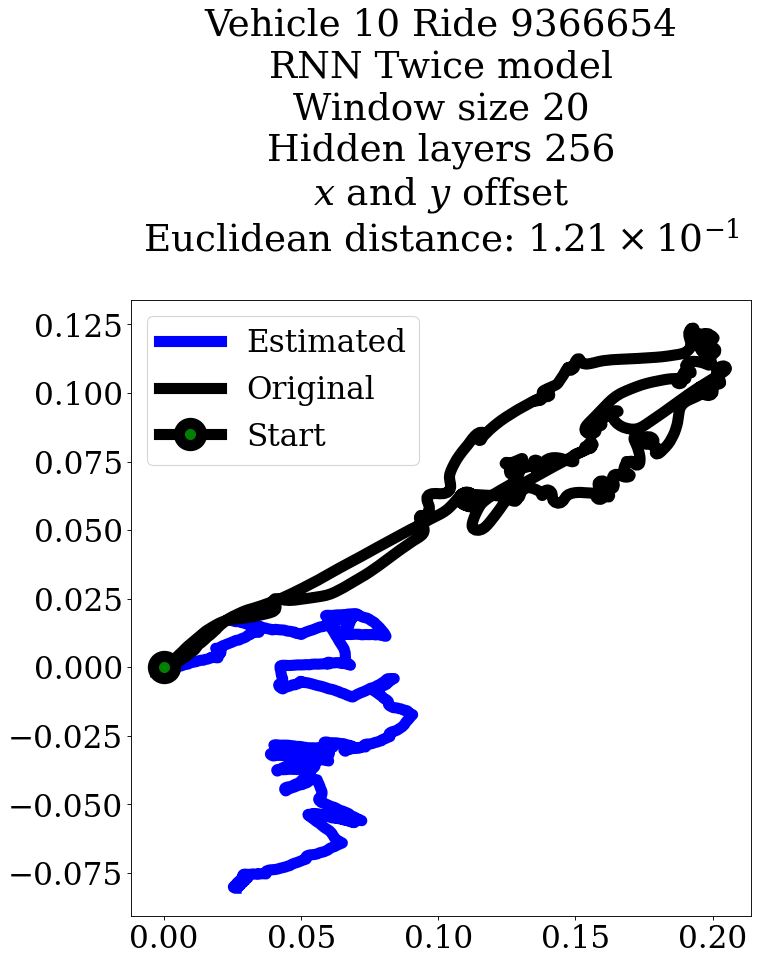 Vehicle 10 Ride 9366654
RNN Twice model
Window size 20
Hidden layers 256
x and y offset
Euclidean distance: 1.21 × 10⁻¹
Estimated
Original
Start
0.125
0.100
0.075
0.050
0.025
0.000
−0.025
−0.050
−0.075
0.00 0.05 0.10 0.15 0.20